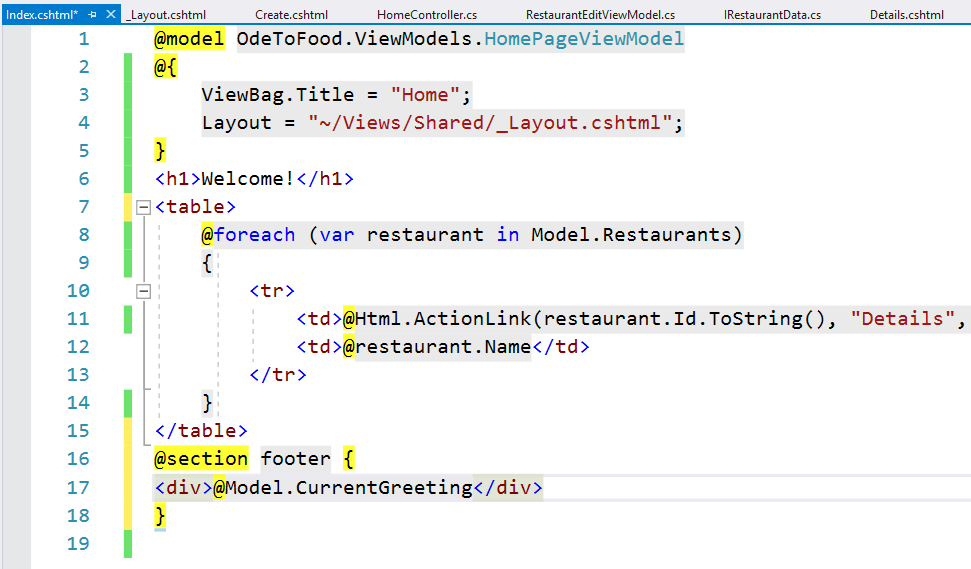 Index.cshtml* _Layout.cshtml Create.cshtml HomeController.cs RestaurantEditViewModel.cs IRestaurantData.cs Details.cshtml
1 @model OdeToFood.ViewModels.HomePageViewModel
2 @{
3 ViewBag.Title = "Home";
4 Layout = "~/Views/Shared/_Layout.cshtml";
5 }
6 <h1>Welcome!</h1>
7 <table>
8 @foreach (var restaurant in Model.Restaurants)
9 {
10 <tr>
11 <td>@Html.ActionLink(restaurant.Id.ToString(), "Details",
12 <td>@restaurant.Name</td>
13 </tr>
14 }
15 </table>
16 @section footer {
17 <div>@Model.CurrentGreeting</div>
18 }
19